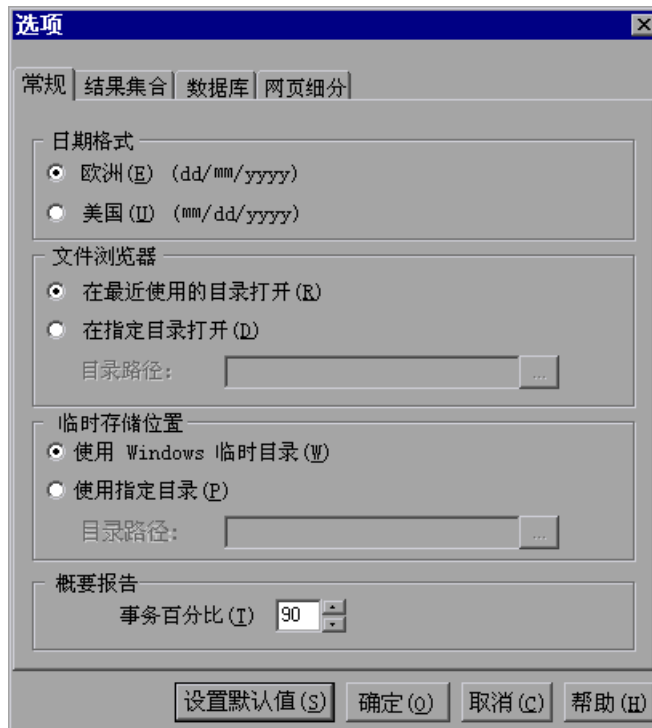 选项
常规 结果集合 数据库 网页细分
日期格式
欧洲(E) (dd/mm/yyyy)
美国(U) (mm/dd/yyyy)
文件浏览器
在最近使用的目录打开(R)
在指定目录打开(D)
目录路径:
...
临时存储位置
使用 Windows 临时目录(W)
使用指定目录(P)
目录路径:
...
概要报告
事务百分比(T) 90
设置默认值(S) 确定(O) 取消(C) 帮助(H)